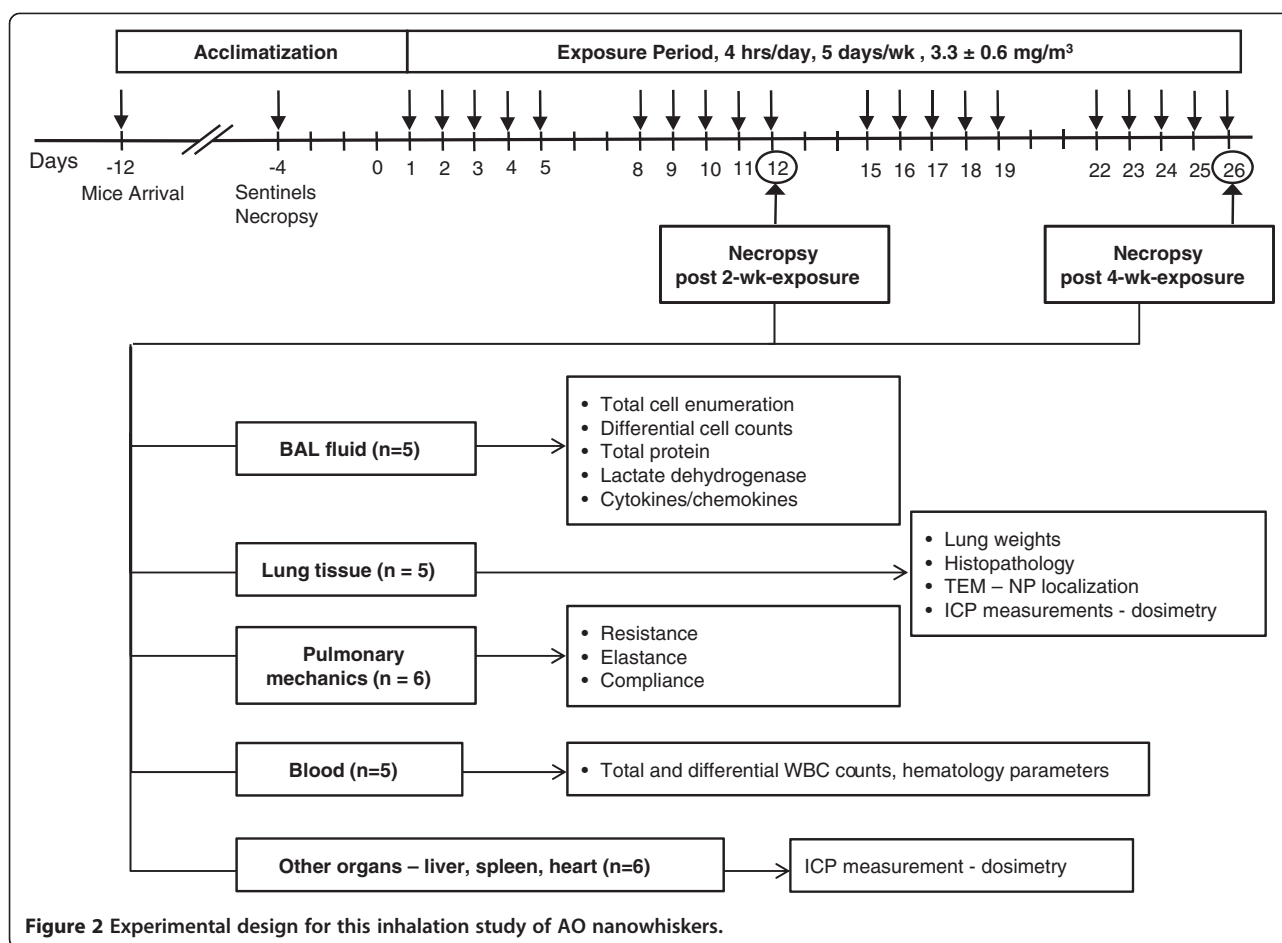 Acclimatization
Exposure Period, 4 hrs/day, 5 days/wk , 3.3 ± 0.6 mg/m³
Days -12 -4 0 1 2 3 4 5 8 9 10 11 12 15 16 17 18 19 22 23 24 25 26
Mice Arrival
Sentinels
Necropsy
Necropsy
post 2-wk-exposure
Necropsy
post 4-wk-exposure
BAL fluid (n=5)
• Total cell enumeration
• Differential cell counts
• Total protein
• Lactate dehydrogenase
• Cytokines/chemokines
Lung tissue (n = 5)
• Lung weights
• Histopathology
• TEM – NP localization
• ICP measurements - dosimetry
Pulmonary
mechanics (n = 6)
• Resistance
• Elastance
• Compliance
Blood (n=5)
• Total and differential WBC counts, hematology parameters
Other organs – liver, spleen, heart (n=6)
ICP measurement - dosimetry
Figure 2 Experimental design for this inhalation study of AO nanowhiskers.